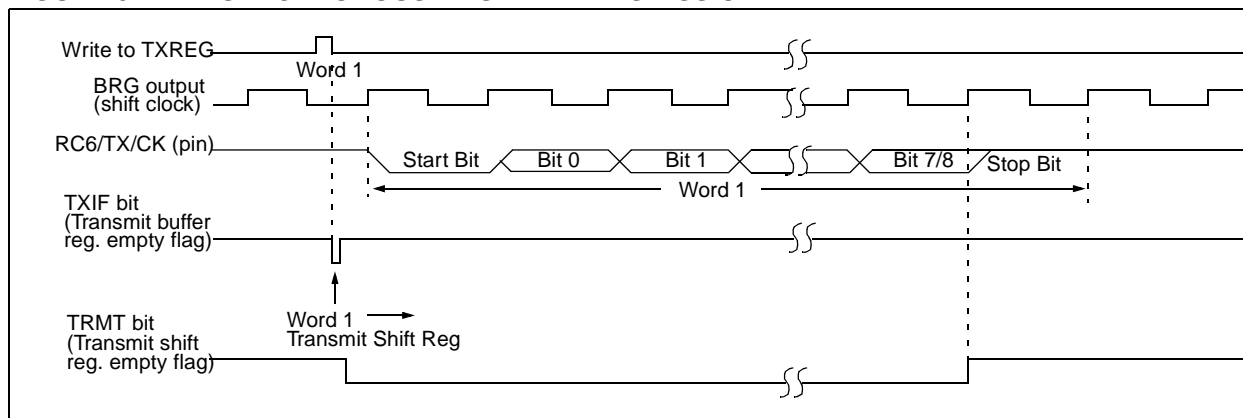 Write to TXREG
Word 1
BRG output
(shift clock)
RC6/TX/CK (pin)
Start Bit
Bit 0
Bit 1
Bit 7/8
Stop Bit
Word 1
TXIF bit
(Transmit buffer
reg. empty flag)
Word 1
Transmit Shift Reg
TRMT bit
(Transmit shift
reg. empty flag)